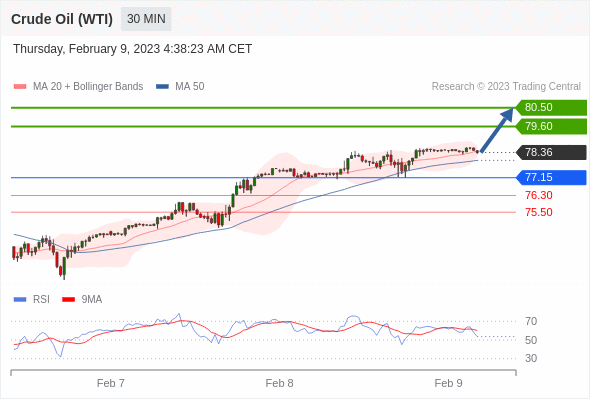 Crude Oil (WTI) 30 MIN
Thursday, February 9, 2023 4:38:23 AM CET
MA 20 + Bollinger Bands MA 50 Research © 2023 Trading Central
80.50
79.60
78.36
77.15
76.30
75.50
RSI 9MA
70
50
30
Feb 7 Feb 8 Feb 9